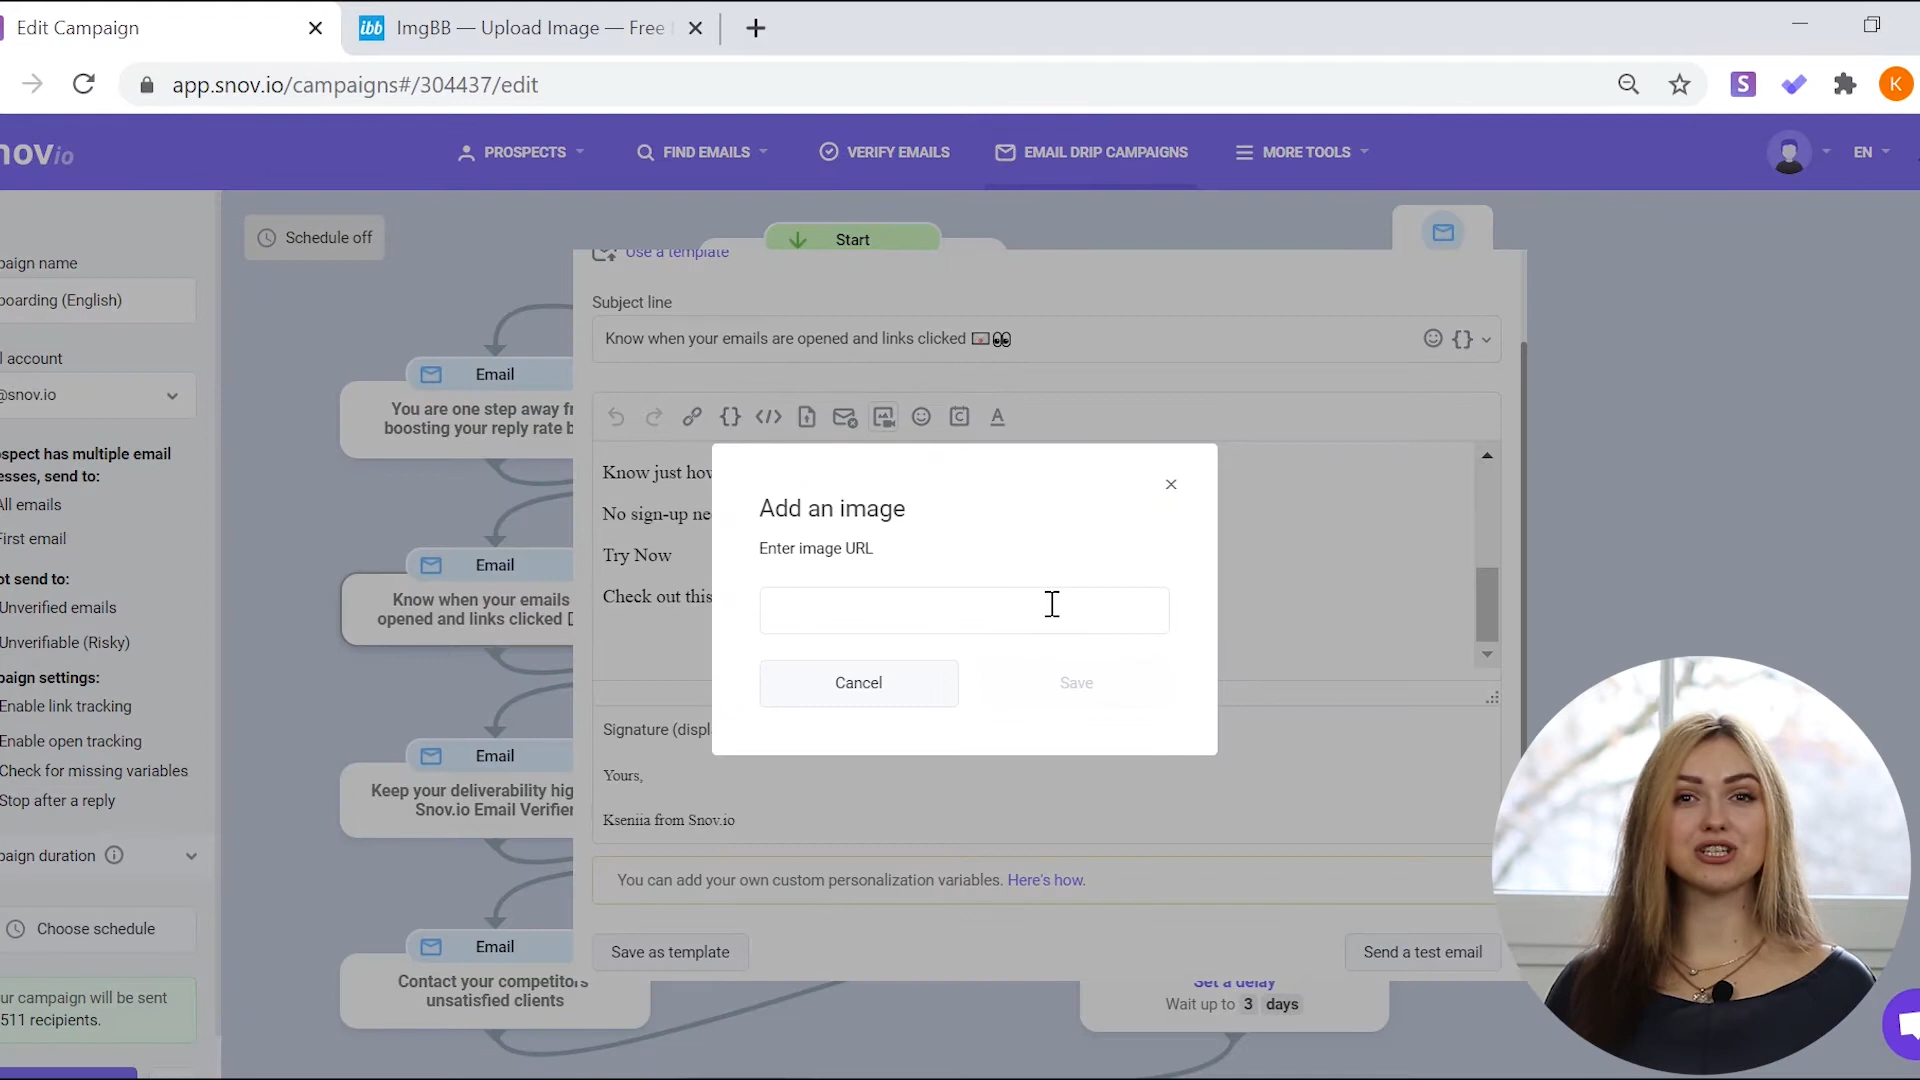 Edit Campaign
ibb ImgBB — Upload Image — Free
app.snov.io/campaigns#/304437/edit
S
K
novio
PROSPECTS
FIND EMAILS
VERIFY EMAILS
EMAIL DRIP CAMPAIGNS
MORE TOOLS
EN
Schedule off
Start
Use a template
paign name
boarding (English)
Subject line
Know when your emails are opened and links clicked
{}
l account
@snov.io
Email
You are one step away fr
boosting your reply rate b
{}
</>
C
A
spect has multiple email
esses, send to:
All emails
First email
ot send to:
Unverified emails
Unverifiable (Risky)
paign settings:
Enable link tracking
Enable open tracking
Check for missing variables
Stop after a reply
paign duration
Choose schedule
ur campaign will be sent
511 recipients.
Email
Know when your emails
opened and links clicked
Email
Keep your deliverability hig
Snov.io Email Verifier
Email
Contact your competitors
unsatisfied clients
Know just how
No sign-up ne
Try Now
Check out this
Add an image
Enter image URL
Cancel
Save
Signature (displ
Yours,
Kseniia from Snov.io
You can add your own custom personalization variables. Here's how.
Save as template
Send a test email
Set a delay
Wait up to 3 days